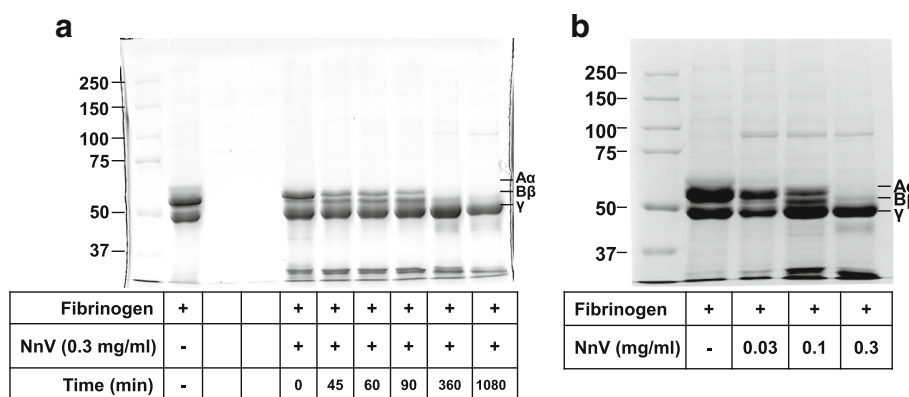 a
250
150
100
75
50
37
Aα
Bβ
γ
Fibrinogen + + + + + + +
NnV (0.3 mg/ml) - + + + + + +
Time (min) - 0 45 60 90 360 1080
b
250
150
100
75
50
37
γ
Fibrinogen + + + +
NnV (mg/ml) - 0.03 0.1 0.3